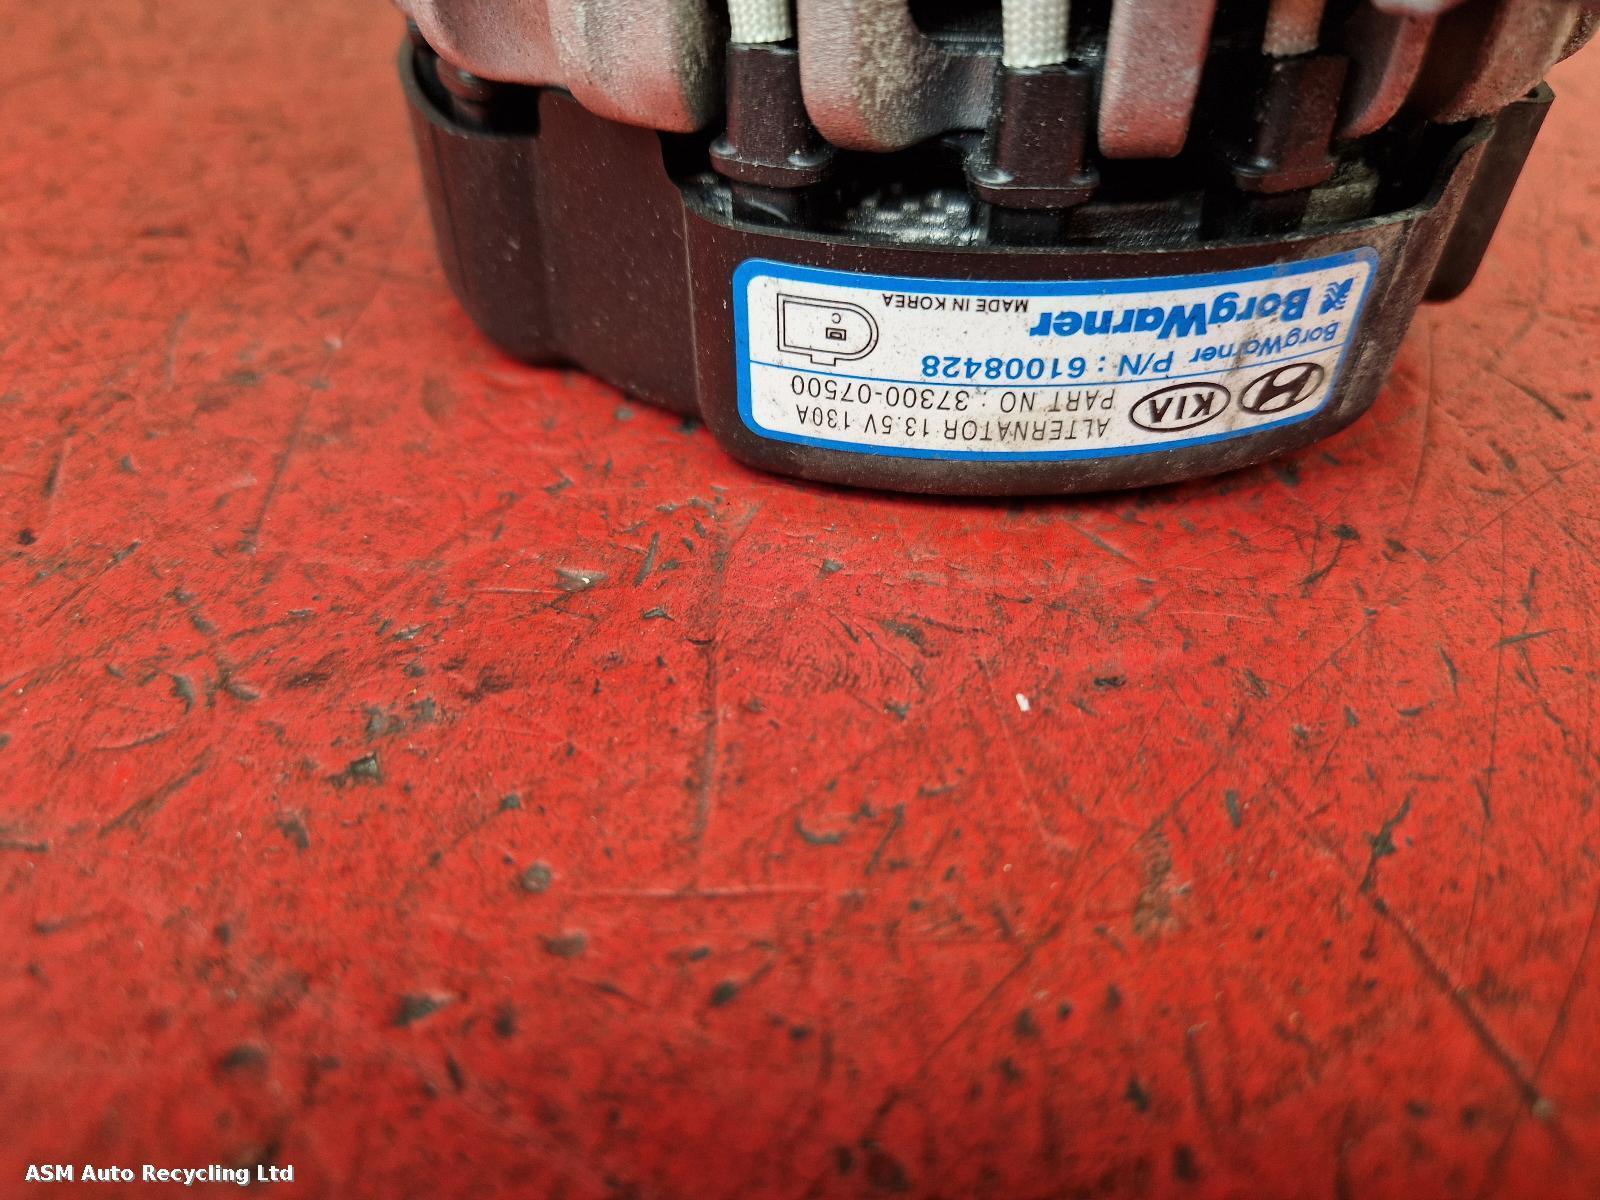 ALTERNATOR 13.5V 130A
KIA PART NO : 37300-07500
BorgWarner P/N : 61008428
BorgWarner MADE IN KOREA
C
ASM Auto Recycling Ltd